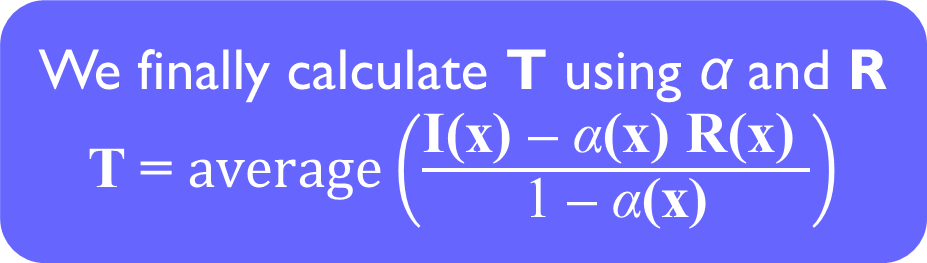 We finally calculate T using α and R
T = average ( I(x) – α(x) R(x) / 1 – α(x) )